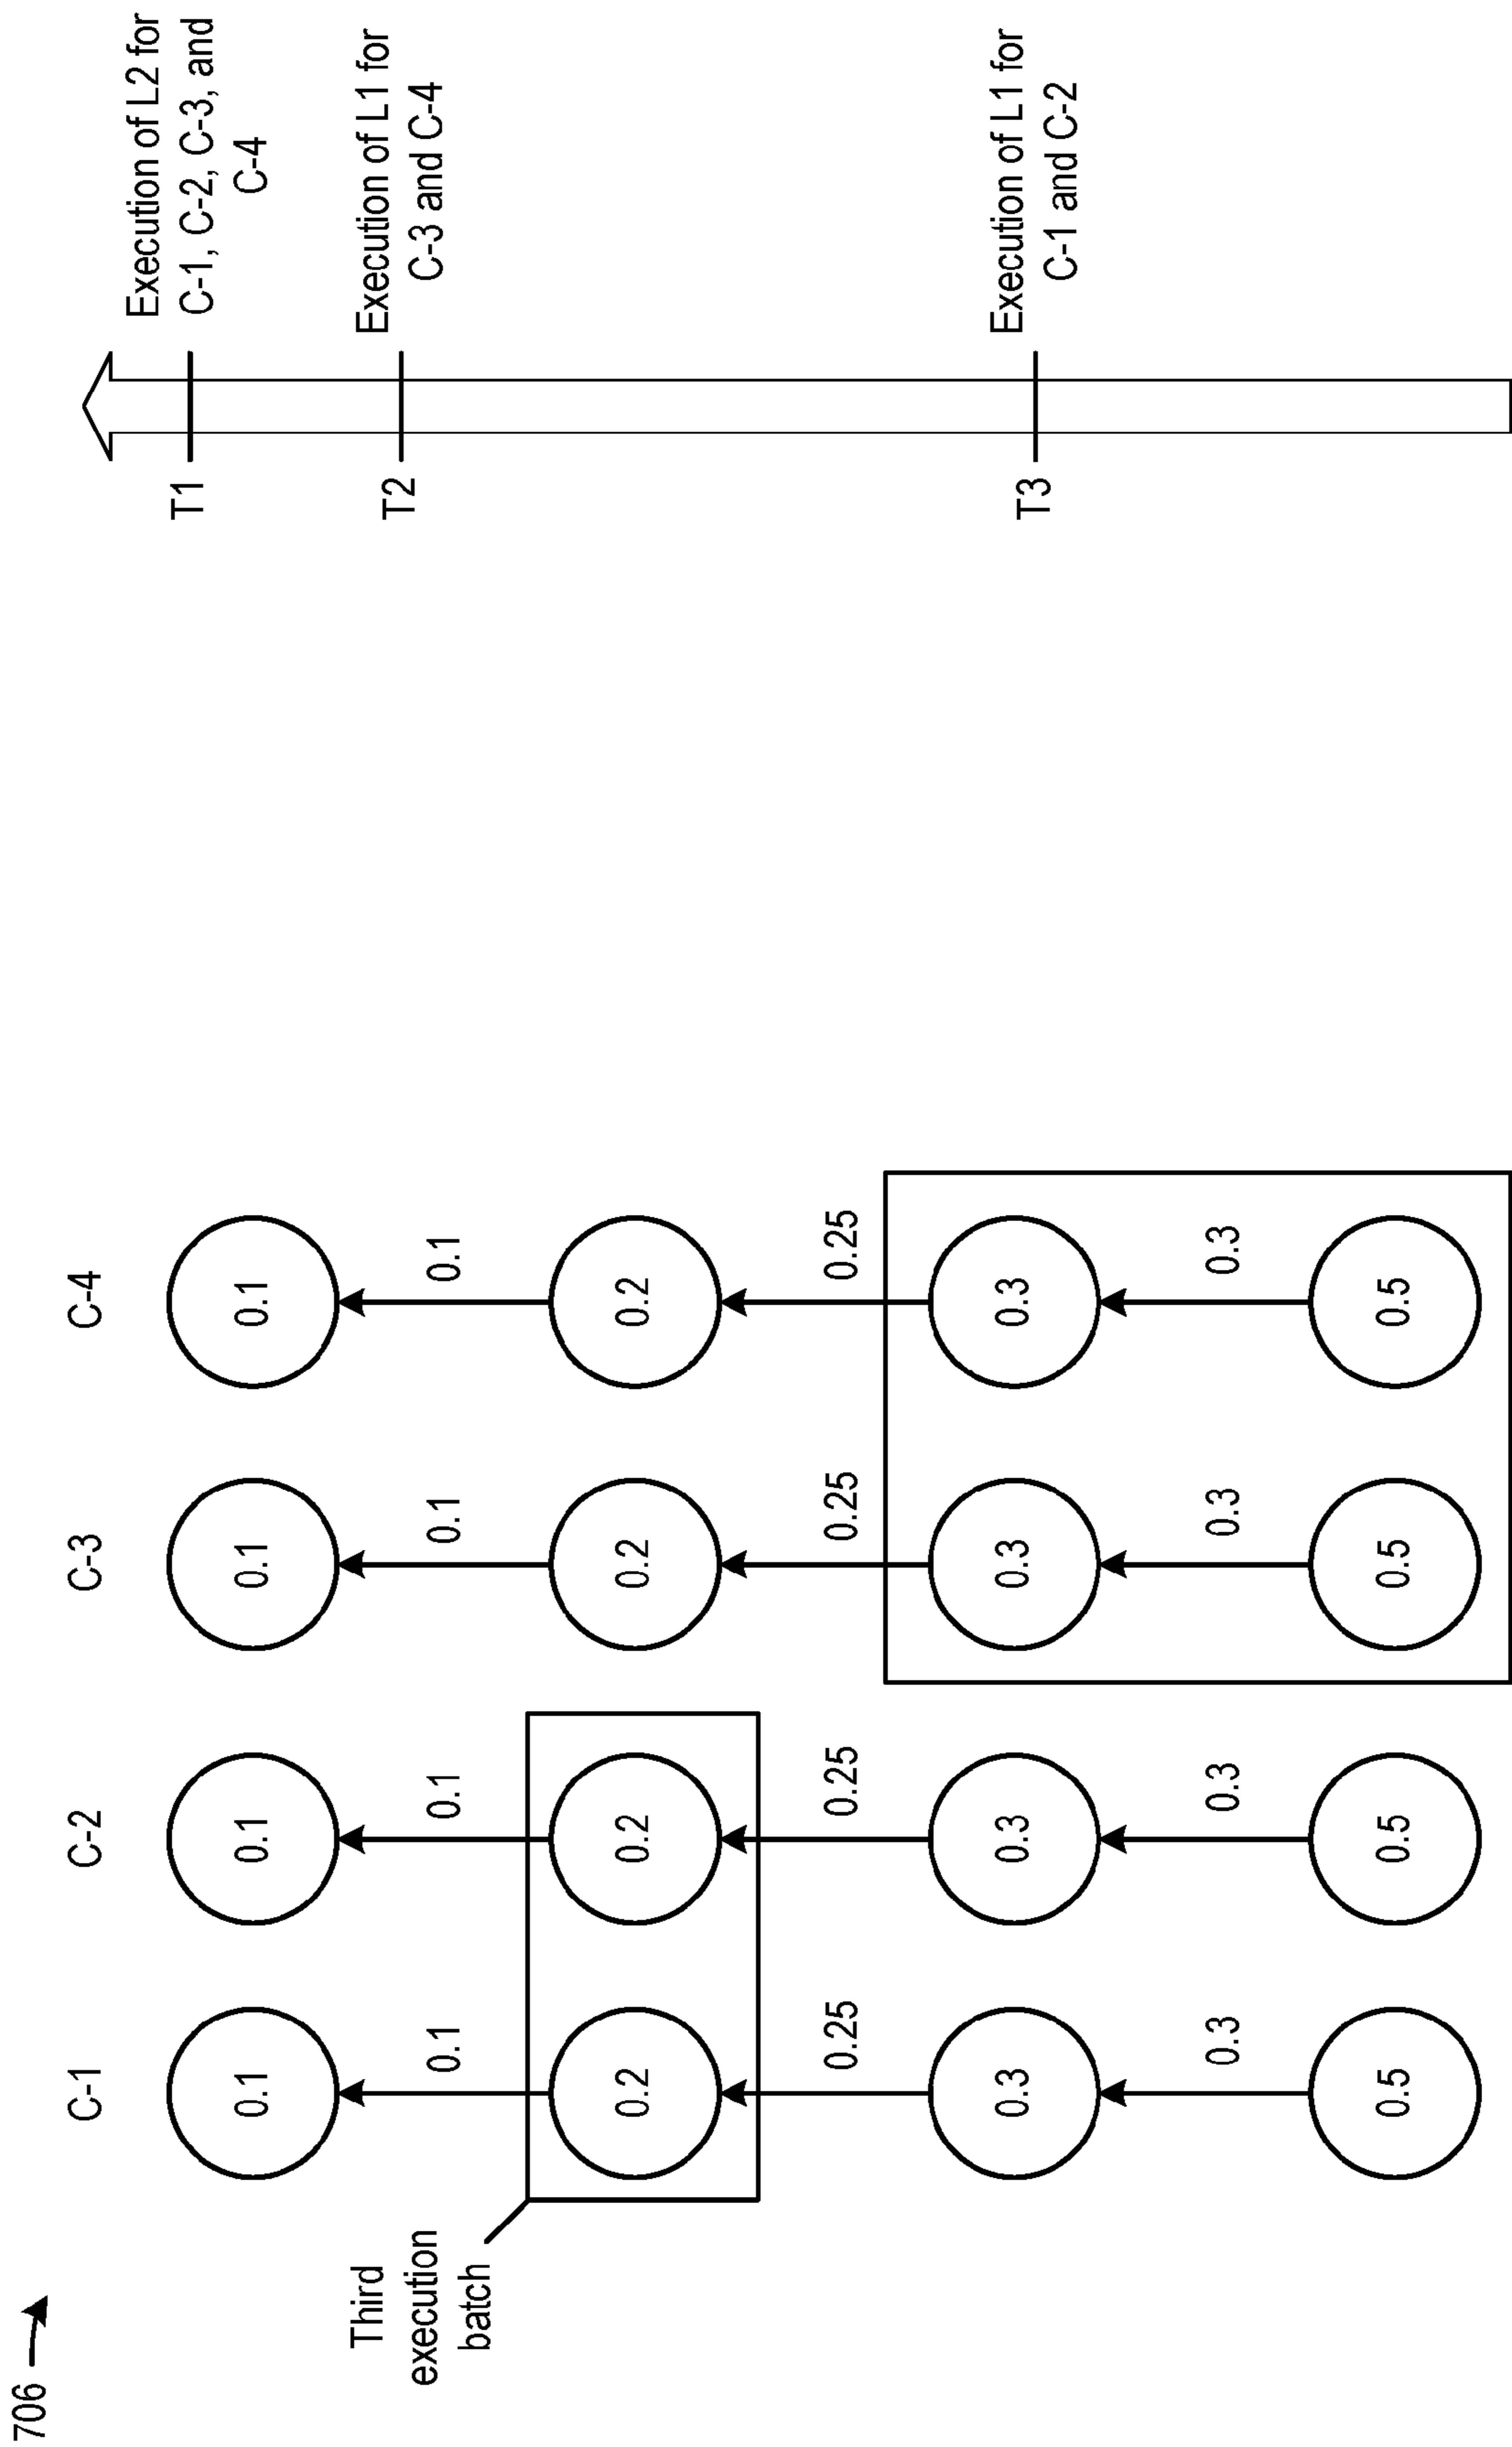 706
C-1
C-2
C-3
C-4
0.1
0.1
0.1
0.1
T1
Execution of L2 for
C-1, C-2, C-3, and
C-4
Third
execution
batch
0.1
0.1
0.1
0.1
T2
Execution of L1 for
C-3 and C-4
0.2
0.2
0.2
0.2
0.25
0.25
0.25
0.25
0.3
0.3
0.3
0.3
T3
Execution of L1 for
C-1 and C-2
0.3
0.3
0.3
0.3
0.5
0.5
0.5
0.5